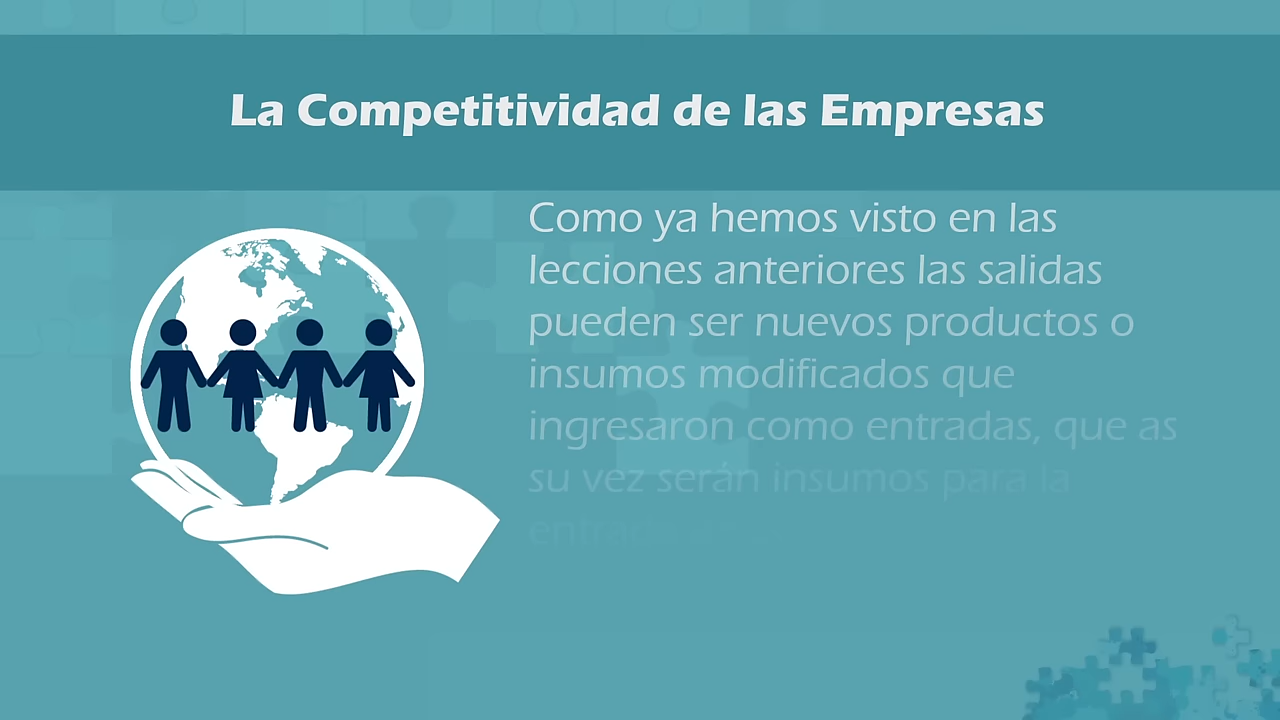 La Competitividad de las Empresas
Como ya hemos visto en las
lecciones anteriores las salidas
pueden ser nuevos productos o
insumos modificados que
ingresaron como entradas, que as
su vez serán insumos para la